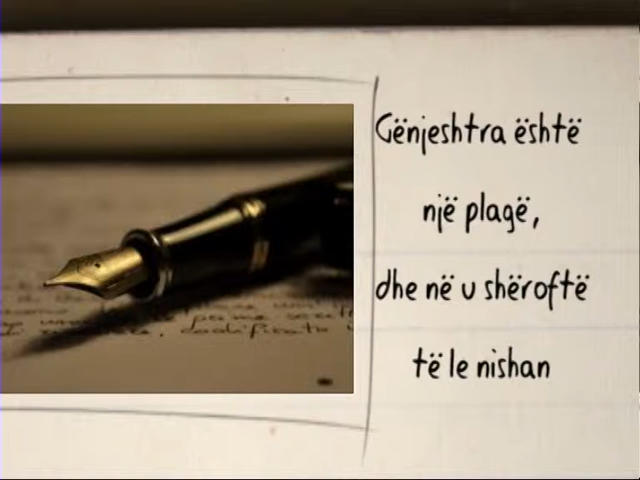 Gënjeshtra është
një plagë,
dhe në u shëroftë
të le nishan